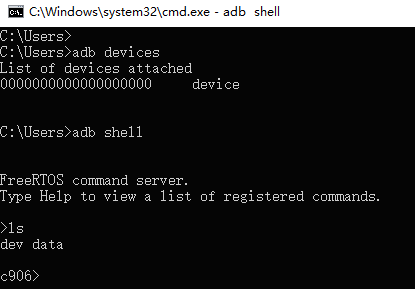 C:\Windows\system32\cmd.exe - adb shell
C:\Users>
C:\Users>adb devices
List of devices attached
0000000000000000000 device
C:\Users>adb shell
FreeRTOS command server.
Type Help to view a list of registered commands.
>ls
dev data
c906>